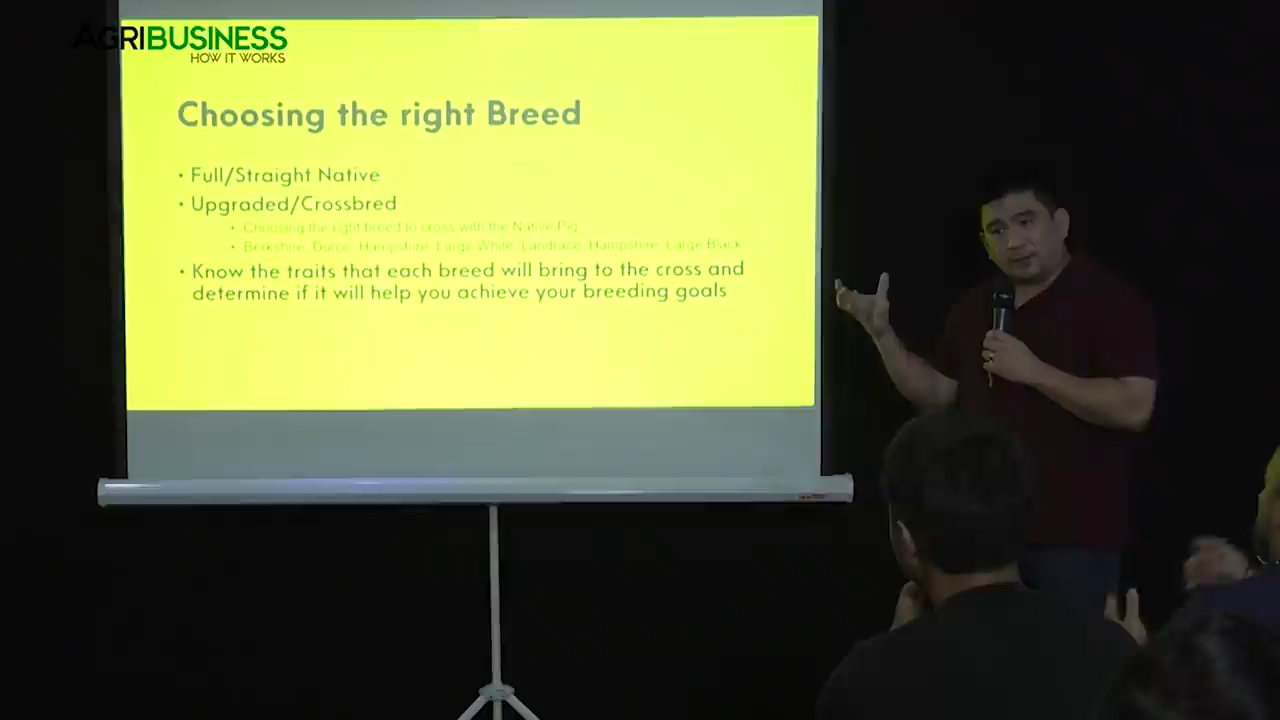 AGRIBUSINESS
HOW IT WORKS
Choosing the right Breed
• Full/Straight Native
• Upgraded/Crossbred
• Choosing the right breed to cross with the Native Pig
• Berkshire, Duroc, Hampshire, Large White, Landrace, Hampshire, Large Black
• Know the traits that each breed will bring to the cross and
determine if it will help you achieve your breeding goals